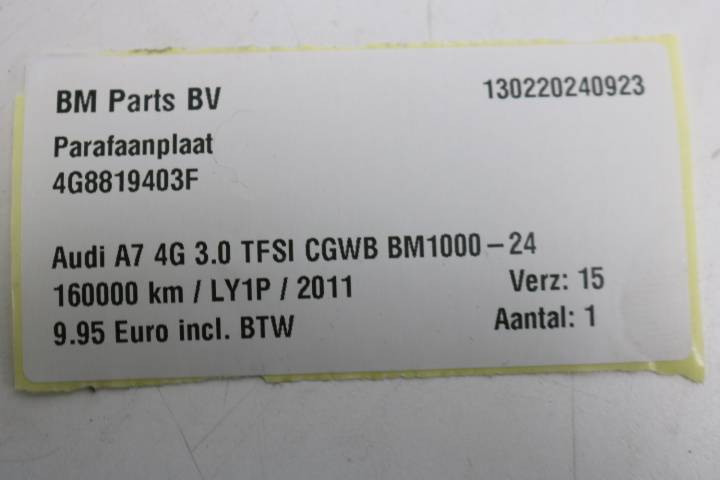 BM Parts BV
130220240923
Parafaanplaat
4G8819403F
Audi A7 4G 3.0 TFSI CGWB BM1000-24
160000 km / LY1P / 2011 Verz: 15
9.95 Euro incl. BTW Aantal: 1